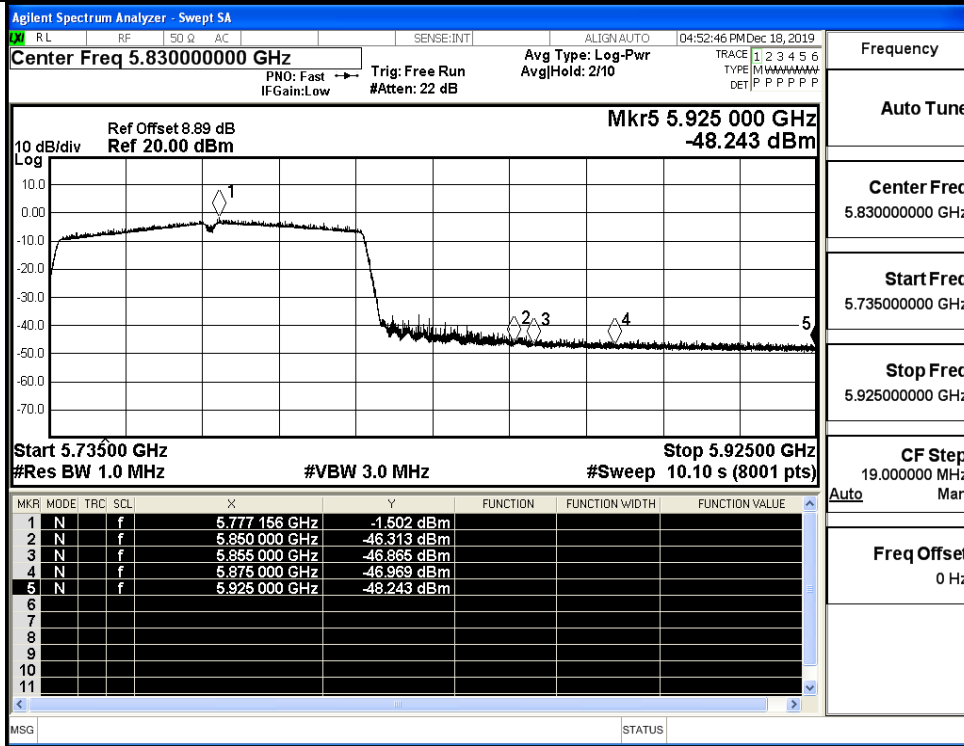 Agilent Spectrum Analyzer - Swept SA
LXI RL RF 50 Ω AC SENSE:INT ALIGN AUTO 04:52:46 PM Dec 18, 2019
Center Freq 5.830000000 GHz
PNO: Fast
IFGain:Low
Trig: Free Run
#Atten: 22 dB
Avg Type: Log-Pwr
Avg|Hold: 2/10
TRACE 1 2 3 4 5 6
TYPE M WWWWW
DET P P P P P P
Ref Offset 8.89 dB
10 dB/div Ref 20.00 dBm
Log
Mkr5 5.925 000 GHz
-48.243 dBm
10.0
0.00
-10.0
-20.0
-30.0
-40.0
-50.0
-60.0
-70.0
1
2
3
4
5
Start 5.73500 GHz
Stop 5.92500 GHz
#Res BW 1.0 MHz #VBW 3.0 MHz #Sweep 10.10 s (8001 pts)
MKR MODE TRC SCL X Y FUNCTION FUNCTION WIDTH FUNCTION VALUE
1 N f 5.777 156 GHz -1.502 dBm
2 N f 5.850 000 GHz -46.313 dBm
3 N f 5.855 000 GHz -46.865 dBm
4 N f 5.875 000 GHz -46.969 dBm
5 N f 5.925 000 GHz -48.243 dBm
6
7
8
9
10
11
MSG STATUS
Frequency
Auto Tune
Center Freq
5.830000000 GHz
Start Freq
5.735000000 GHz
Stop Freq
5.925000000 GHz
CF Step
19.000000 MHz
Auto Man
Freq Offset
0 Hz